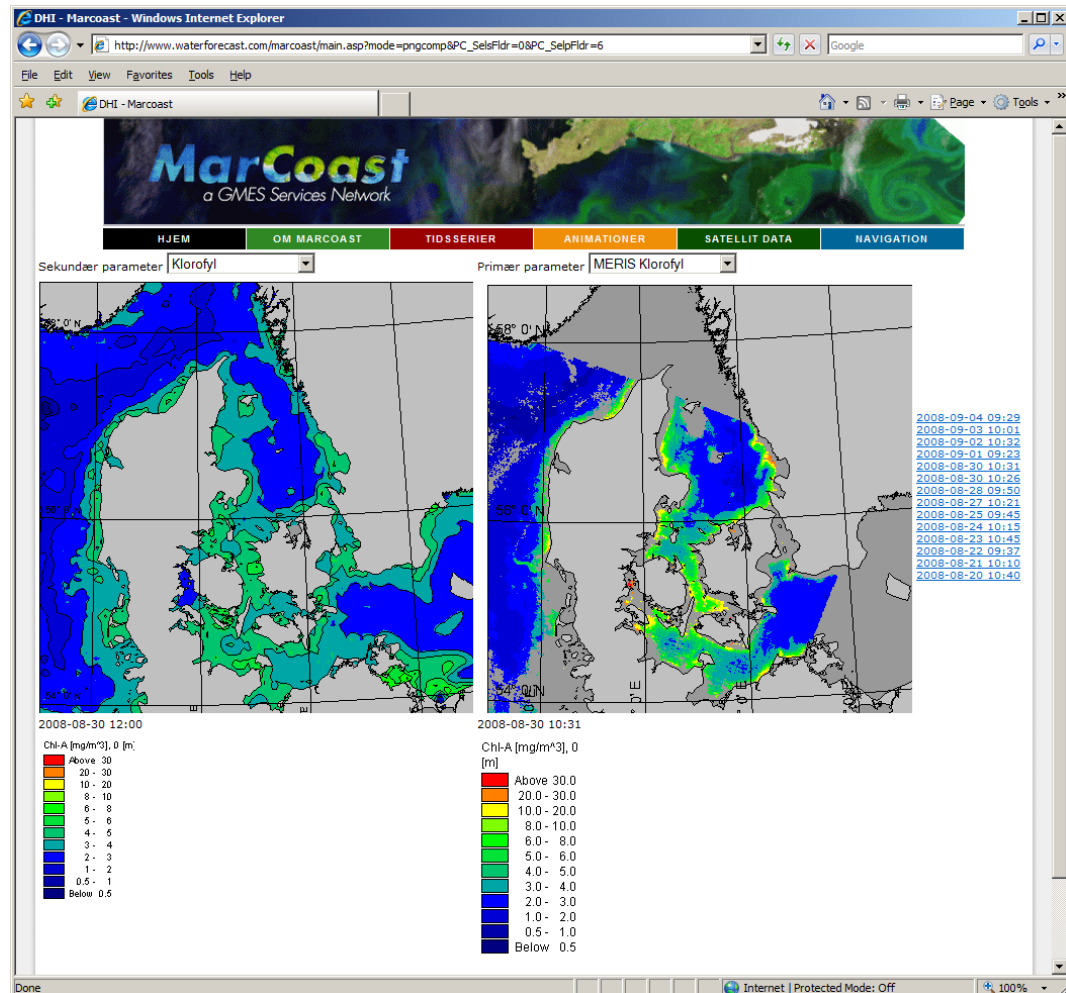 DHI - Marcoast - Windows Internet Explorer
http://www.waterforecast.com/marcoast/main.asp?mode=pngcomp&PC_SelsFldr=0&PC_SelpFldr=6
Google
File Edit View Favorites Tools Help
DHI - Marcoast
Page Tools »
MarCoast
a GMES Services Network
HJEM OM MARCOAST TIDSSERIER ANIMATIONER SATELLIT DATA NAVIGATION
Sekundær parameter Klorofyl
Primær parameter MERIS Klorofyl
58° 0' N
56° 0' N
54° 0' N
2008-09-04 09:29
2008-09-03 10:01
2008-09-02 10:32
2008-09-01 09:23
2008-08-30 10:31
2008-08-30 10:26
2008-08-28 09:50
2008-08-27 10:21
2008-08-25 09:45
2008-08-24 10:15
2008-08-23 10:45
2008-08-22 09:37
2008-08-21 10:10
2008-08-20 10:40
2008-08-30 12:00
Chl-A [mg/m^3], 0 [m]
Above 30
20 - 30
10 - 20
8 - 10
6 - 8
5 - 6
4 - 5
3 - 4
2 - 3
1 - 2
0.5 - 1
Below 0.5
2008-08-30 10:31
Chl-A [mg/m^3], 0
[m]
Above 30.0
20.0 - 30.0
10.0 - 20.0
8.0 - 10.0
6.0 - 8.0
5.0 - 6.0
4.0 - 5.0
3.0 - 4.0
2.0 - 3.0
1.0 - 2.0
0.5 - 1.0
Below 0.5
Done
Internet | Protected Mode: Off
100%